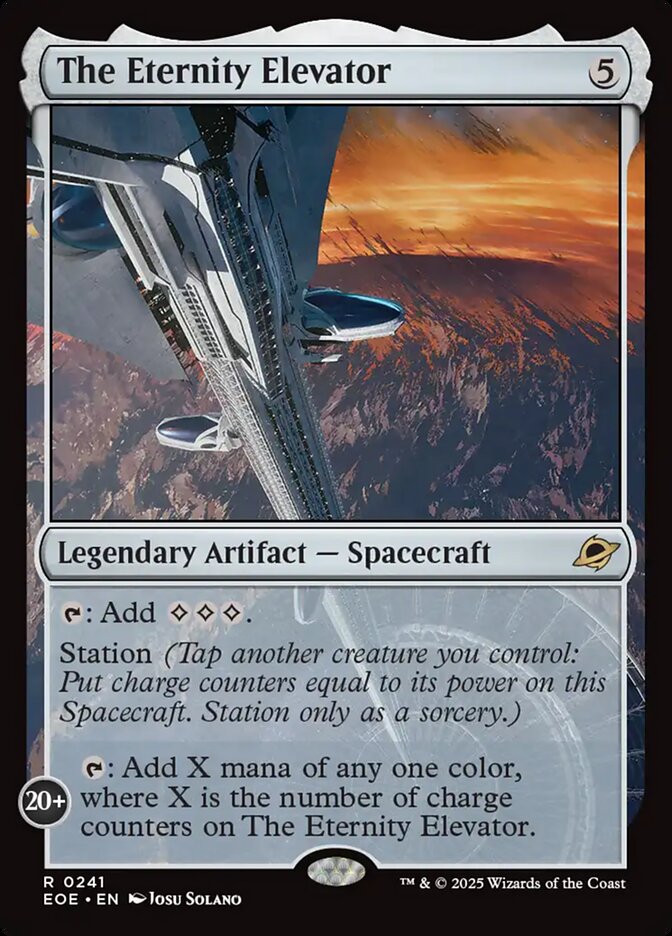 The Eternity Elevator 5
Legendary Artifact — Spacecraft
: Add .
Station (Tap another creature you control:
Put charge counters equal to its power on this
Spacecraft. Station only as a sorcery.)
: Add X mana of any one color,
20+ where X is the number of charge
counters on The Eternity Elevator.
R 0241
EOE • EN Josu Solano
™ & © 2025 Wizards of the Coast